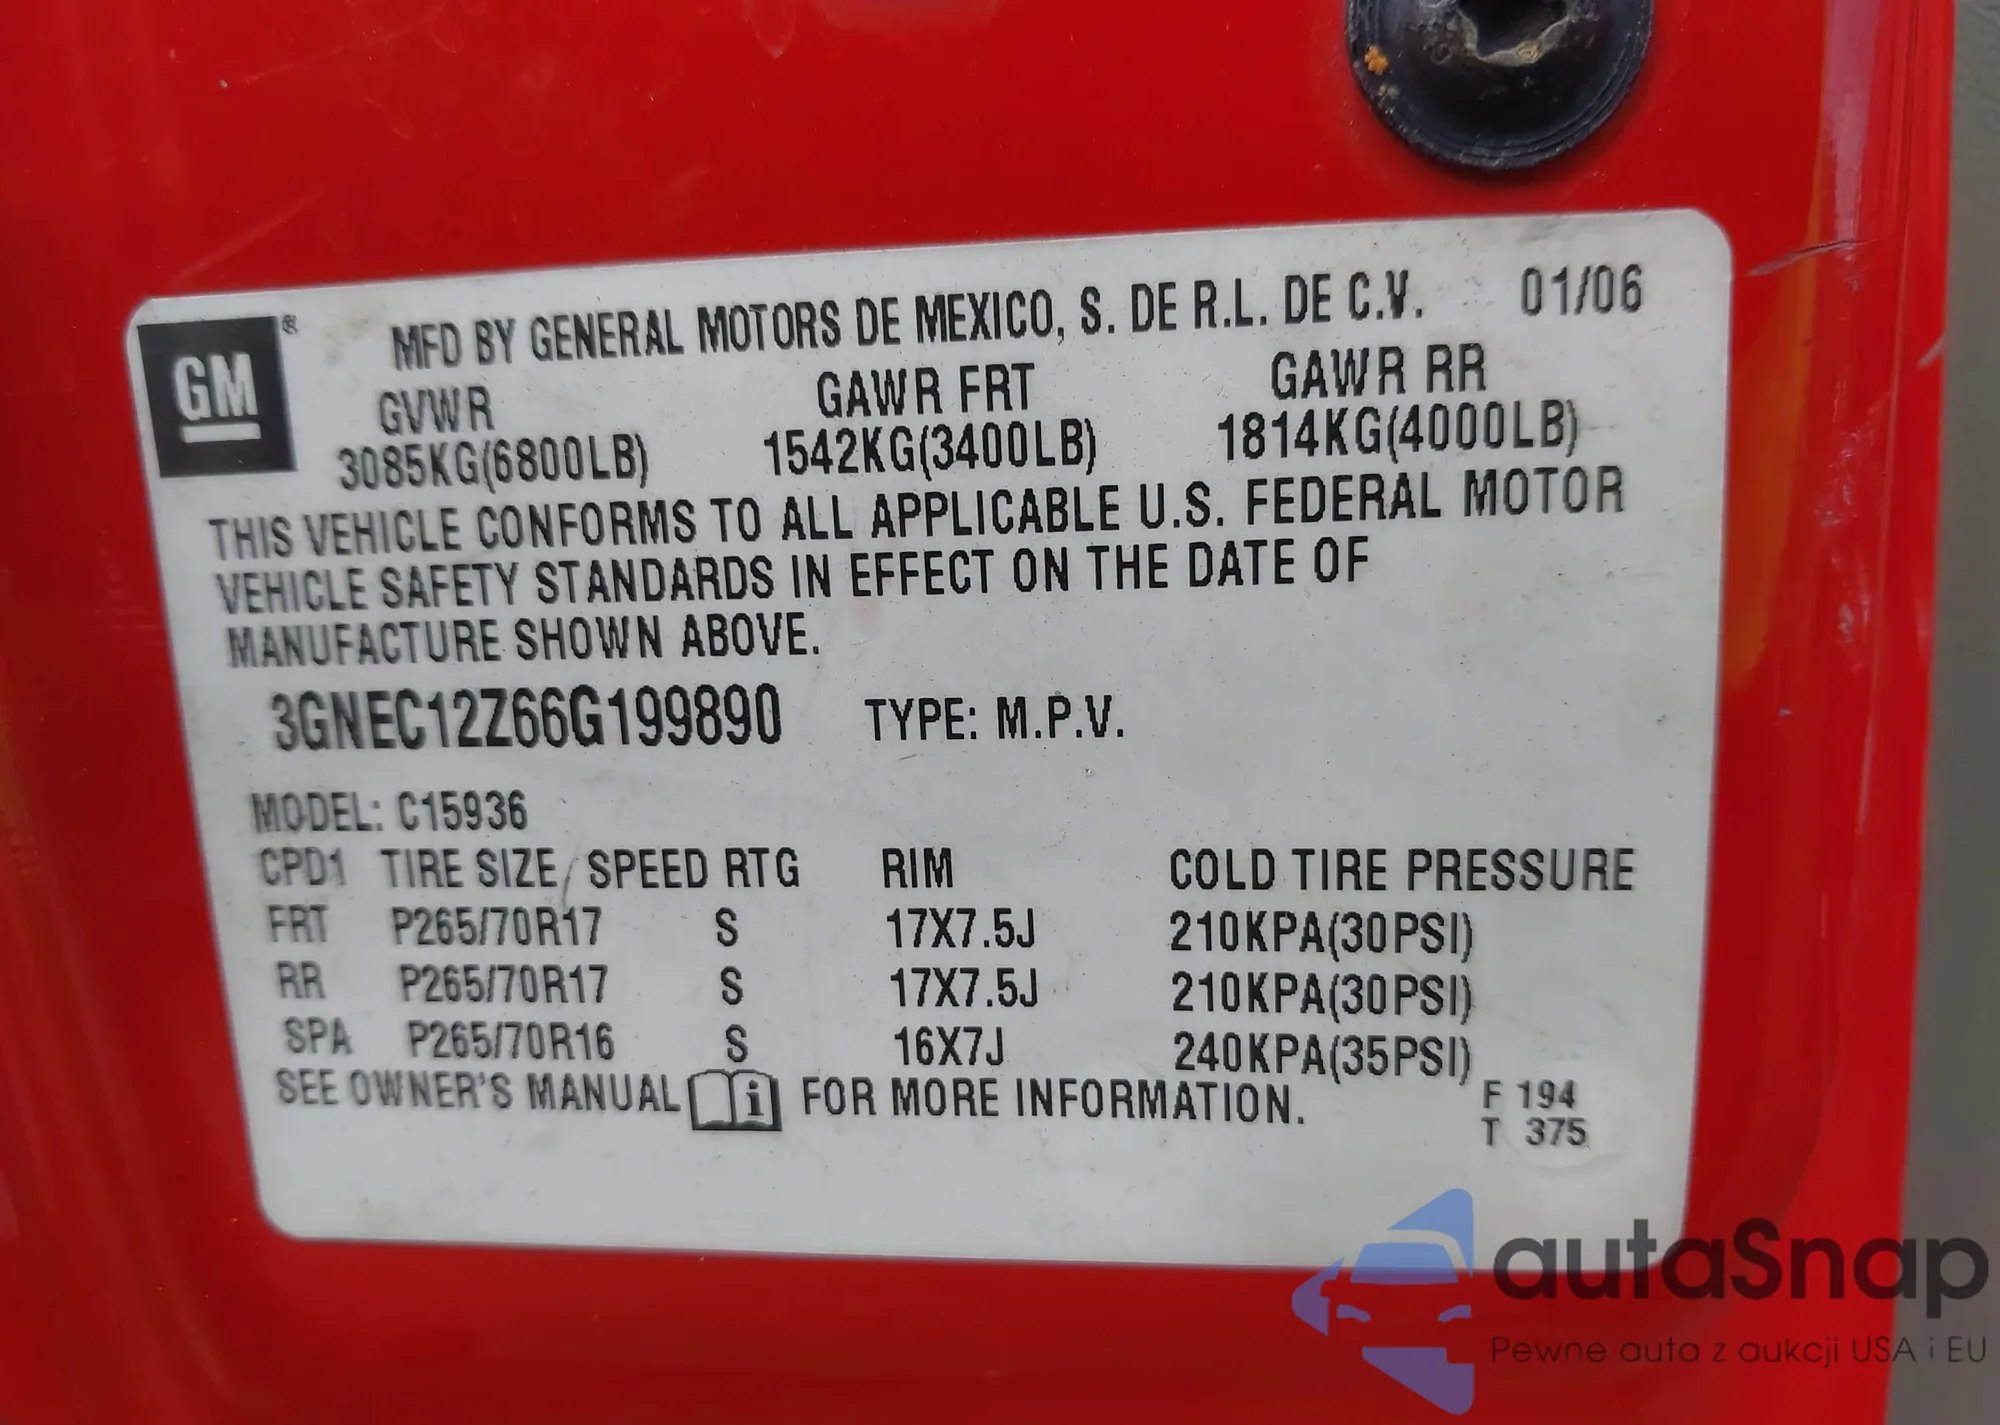 GM ® MFD BY GENERAL MOTORS DE MEXICO, S. DE R.L. DE C.V. 01/06
GVWR GAWR FRT GAWR RR
3085KG(6800LB) 1542KG(3400LB) 1814KG(4000LB)
THIS VEHICLE CONFORMS TO ALL APPLICABLE U.S. FEDERAL MOTOR
VEHICLE SAFETY STANDARDS IN EFFECT ON THE DATE OF
MANUFACTURE SHOWN ABOVE.
3GNEC12Z66G199890 TYPE: M.P.V.
MODEL: C15936
CPD1 TIRE SIZE SPEED RTG RIM COLD TIRE PRESSURE
FRT P265/70R17 S 17X7.5J 210KPA(30PSI)
RR P265/70R17 S 17X7.5J 210KPA(30PSI)
SPA P265/70R16 S 16X7J 240KPA(35PSI)
SEE OWNER'S MANUAL i FOR MORE INFORMATION.
F 194
T 375
autaSnap
Pewne auta z aukcji USA i EU